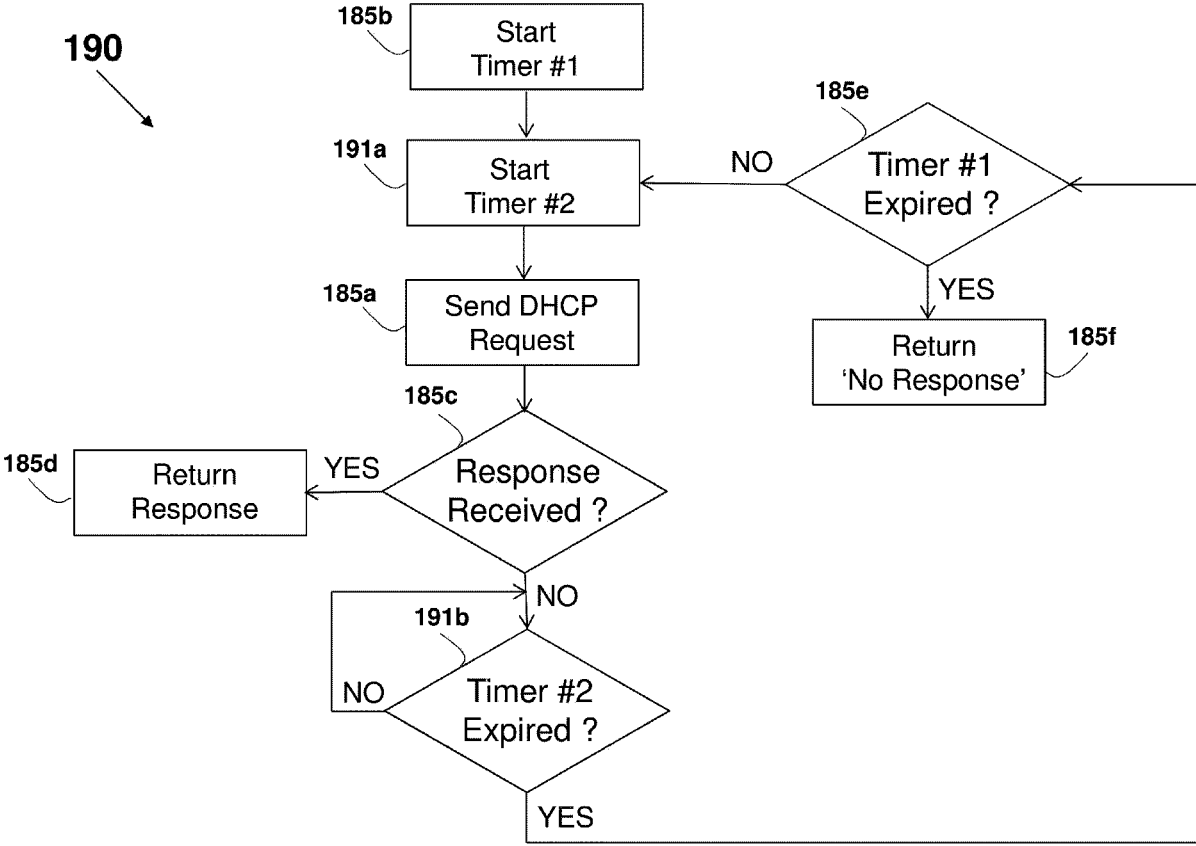 190
185b
Start
Timer #1
191a
Start
Timer #2
185e
Timer #1
Expired ?
NO
YES
185a
Send DHCP
Request
Return
‘No Response’
185f
185c
Response
Received ?
YES
185d
Return
Response
NO
191b
Timer #2
Expired ?
NO
YES